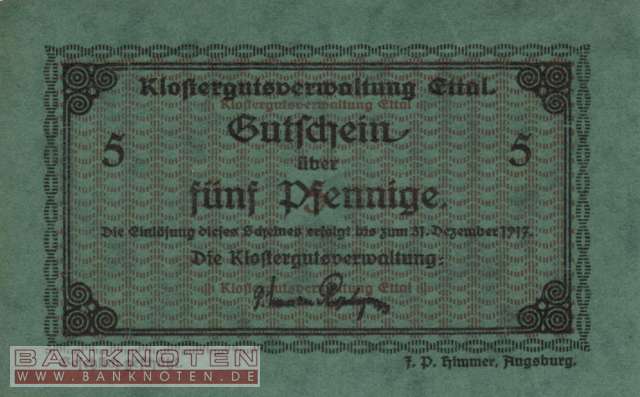 Klostergutsverwaltung Ettal.
Klostergutsverwaltung Ettal
Gutschein
5 5
über
fünf Pfennige.
Die Einlösung dieses Scheines erfolgt bis zum 31. Dezember 1917.
Die Klostergutsverwaltung:
Klostergutsverwaltung Ettal
J. P. Himmer, Augsburg.
BANKNOTEN
WWW.BANKNOTEN.DE